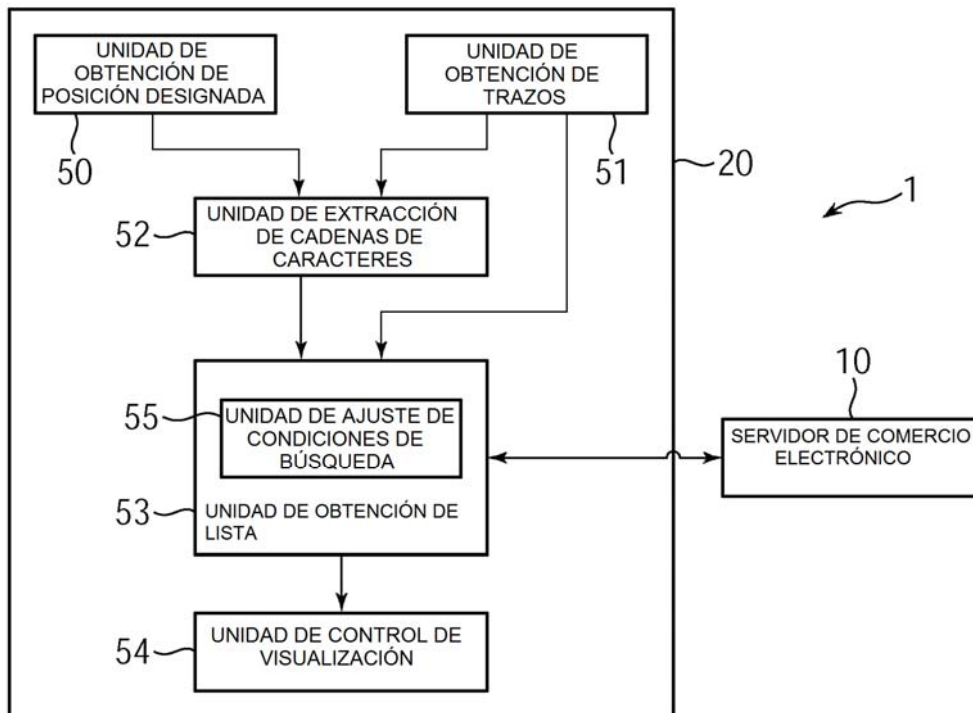 UNIDAD DE
OBTENCIÓN DE
POSICIÓN DESIGNADA
50
UNIDAD DE
OBTENCIÓN DE
TRAZOS
51
20
1
52
UNIDAD DE EXTRACCIÓN
DE CADENAS DE
CARACTERES
55
UNIDAD DE AJUSTE DE
CONDICIONES DE
BÚSQUEDA
53
UNIDAD DE OBTENCIÓN DE
LISTA
10
SERVIDOR DE COMERCIO
ELECTRÓNICO
54
UNIDAD DE CONTROL DE
VISUALIZACIÓN